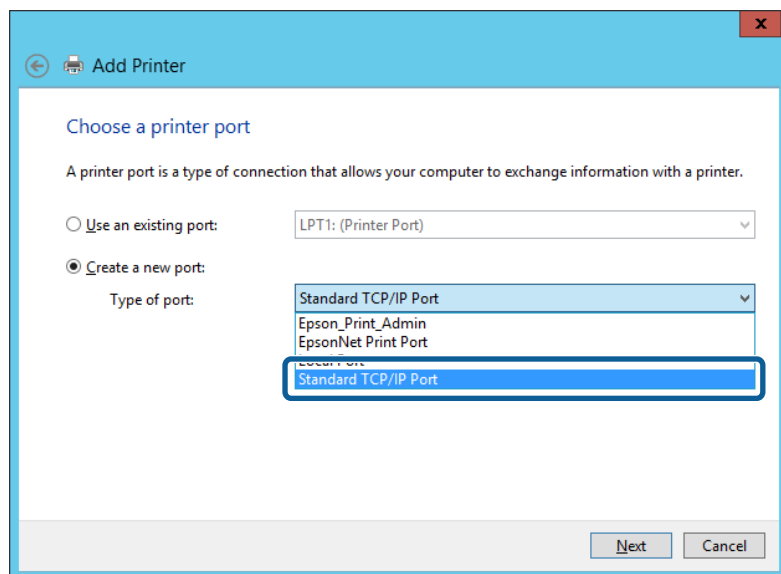 x
Add Printer
Choose a printer port
A printer port is a type of connection that allows your computer to exchange information with a printer.
Use an existing port: LPT1: (Printer Port)
Create a new port:
Type of port: Standard TCP/IP Port
Epson_Print_Admin
EpsonNet Print Port
Local Port
Standard TCP/IP Port
Next Cancel